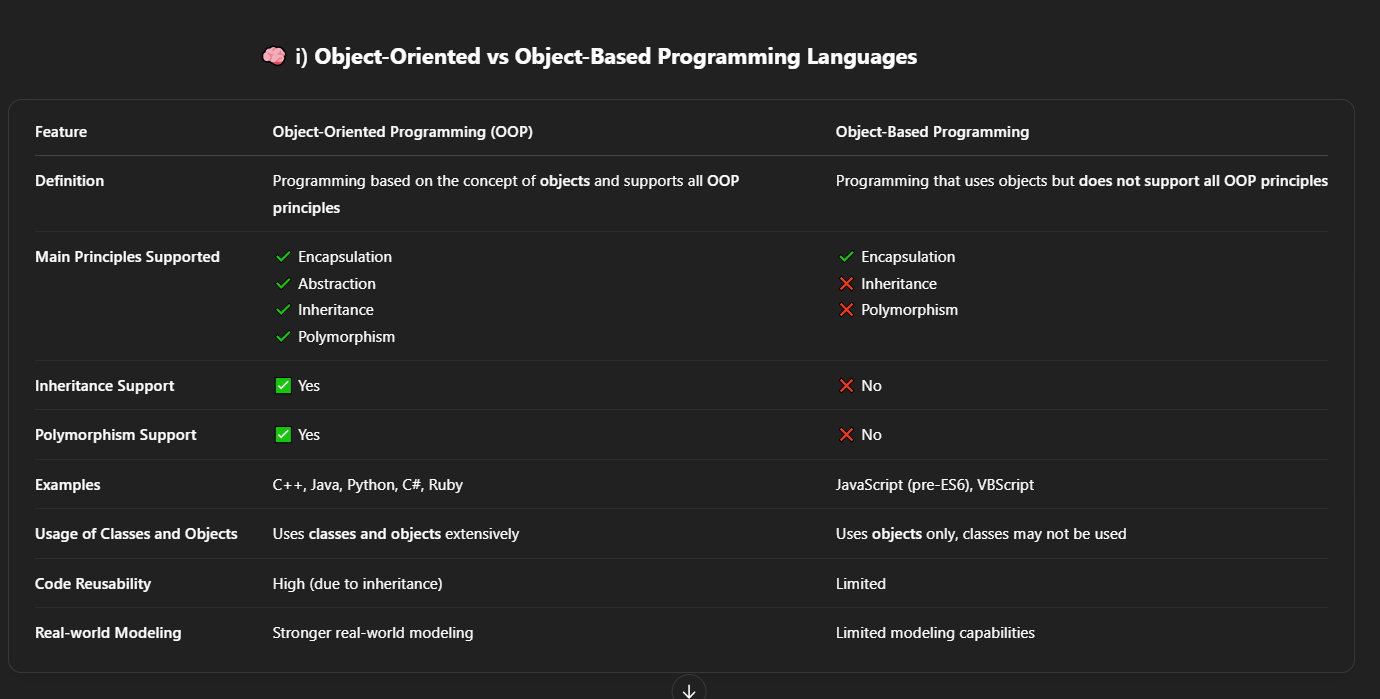 🧠 i) Object-Oriented vs Object-Based Programming Languages
Feature Object-Oriented Programming (OOP) Object-Based Programming
Definition Programming based on the concept of objects and supports all OOP principles Programming that uses objects but does not support all OOP principles
Main Principles Supported ✓ Encapsulation ✓ Encapsulation
✓ Abstraction ❌ Inheritance
✓ Inheritance ❌ Polymorphism
✓ Polymorphism
Inheritance Support ✅ Yes ❌ No
Polymorphism Support ✅ Yes ❌ No
Examples C++, Java, Python, C#, Ruby JavaScript (pre-ES6), VBScript
Usage of Classes and Objects Uses classes and objects extensively Uses objects only, classes may not be used
Code Reusability High (due to inheritance) Limited
Real-world Modeling Stronger real-world modeling Limited modeling capabilities